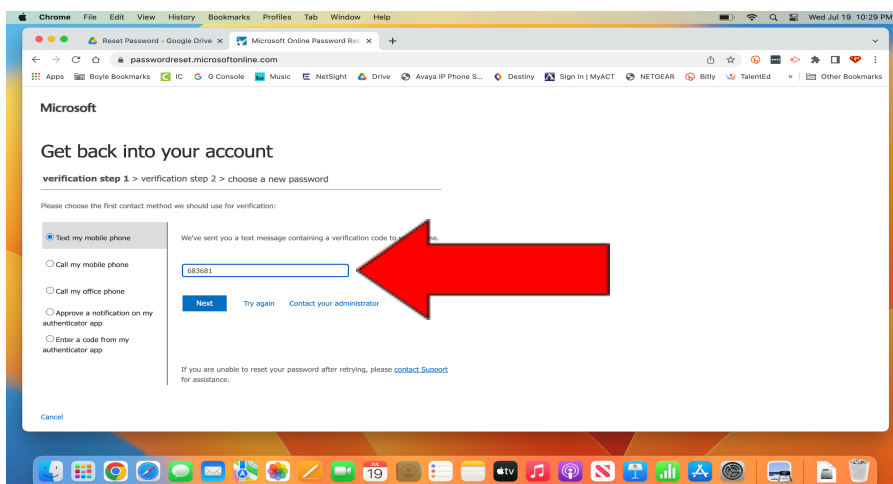 Chrome File Edit View History Bookmarks Profiles Tab Window Help Wed Jul 19 10:29 PM
Reset Password - Google Drive × Microsoft Online Password Res × +
passwordreset.microsoftonline.com
Apps Boyle Bookmarks IC G Console Music NetSight Drive Avaya IP Phone S... Destiny Sign In | MyACT NETGEAR Bitly TalentEd » Other Bookmarks
Microsoft
Get back into your account
verification step 1 > verification step 2 > choose a new password
Please choose the first contact method we should use for verification:
Text my mobile phone
Call my mobile phone
Call my office phone
Approve a notification on my
authenticator app
Enter a code from my
authenticator app
We've sent you a text message containing a verification code to
683681
Next Try again Contact your administrator
If you are unable to reset your password after retrying, please contact Support
for assistance.
Cancel
JUL
19
tv